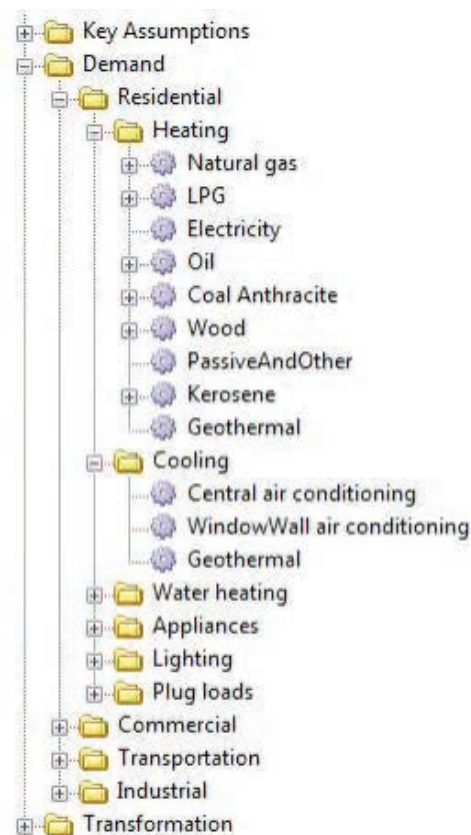 Key Assumptions
Demand
Residential
Heating
Natural gas
LPG
Electricity
Oil
Coal Anthracite
Wood
PassiveAndOther
Kerosene
Geothermal
Cooling
Central air conditioning
WindowWall air conditioning
Geothermal
Water heating
Appliances
Lighting
Plug loads
Commercial
Transportation
Industrial
Transformation